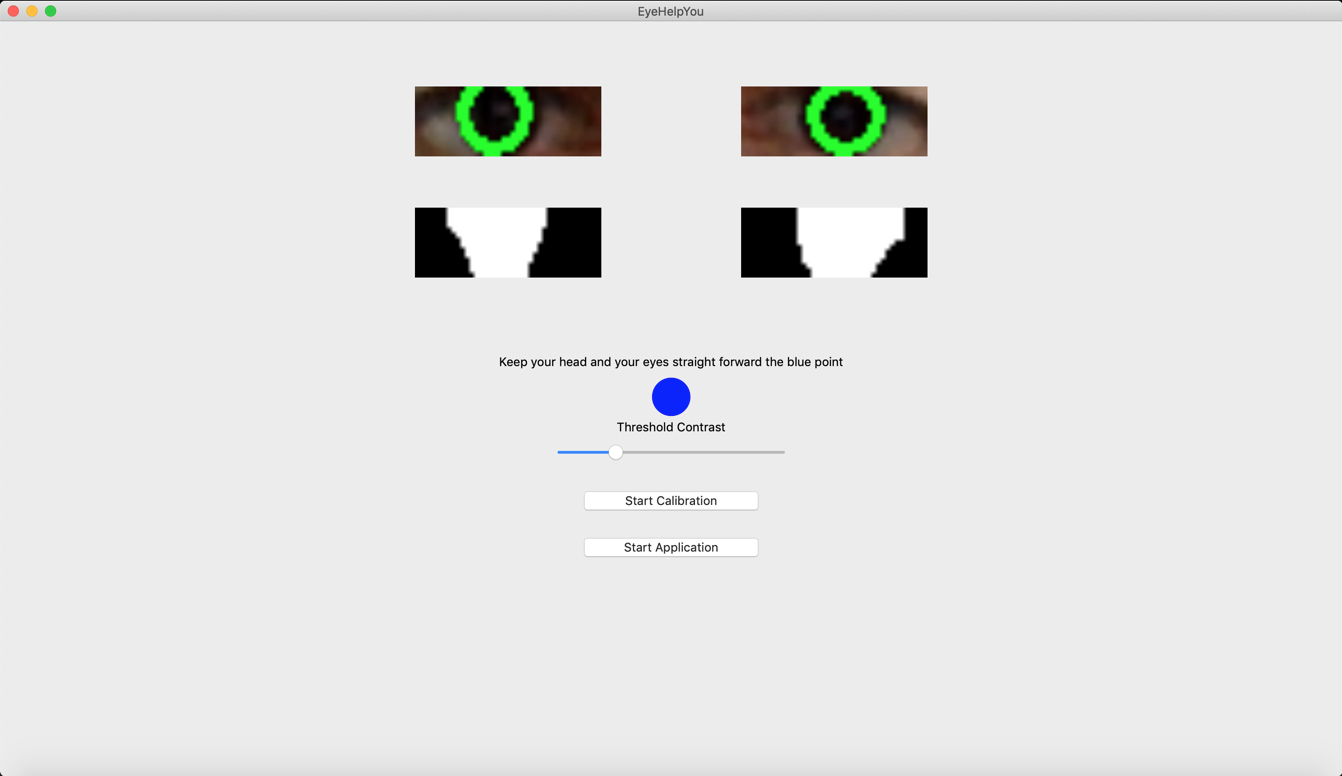 EyeHelpYou
Keep your head and your eyes straight forward the blue point
Threshold Contrast
Start Calibration
Start Application